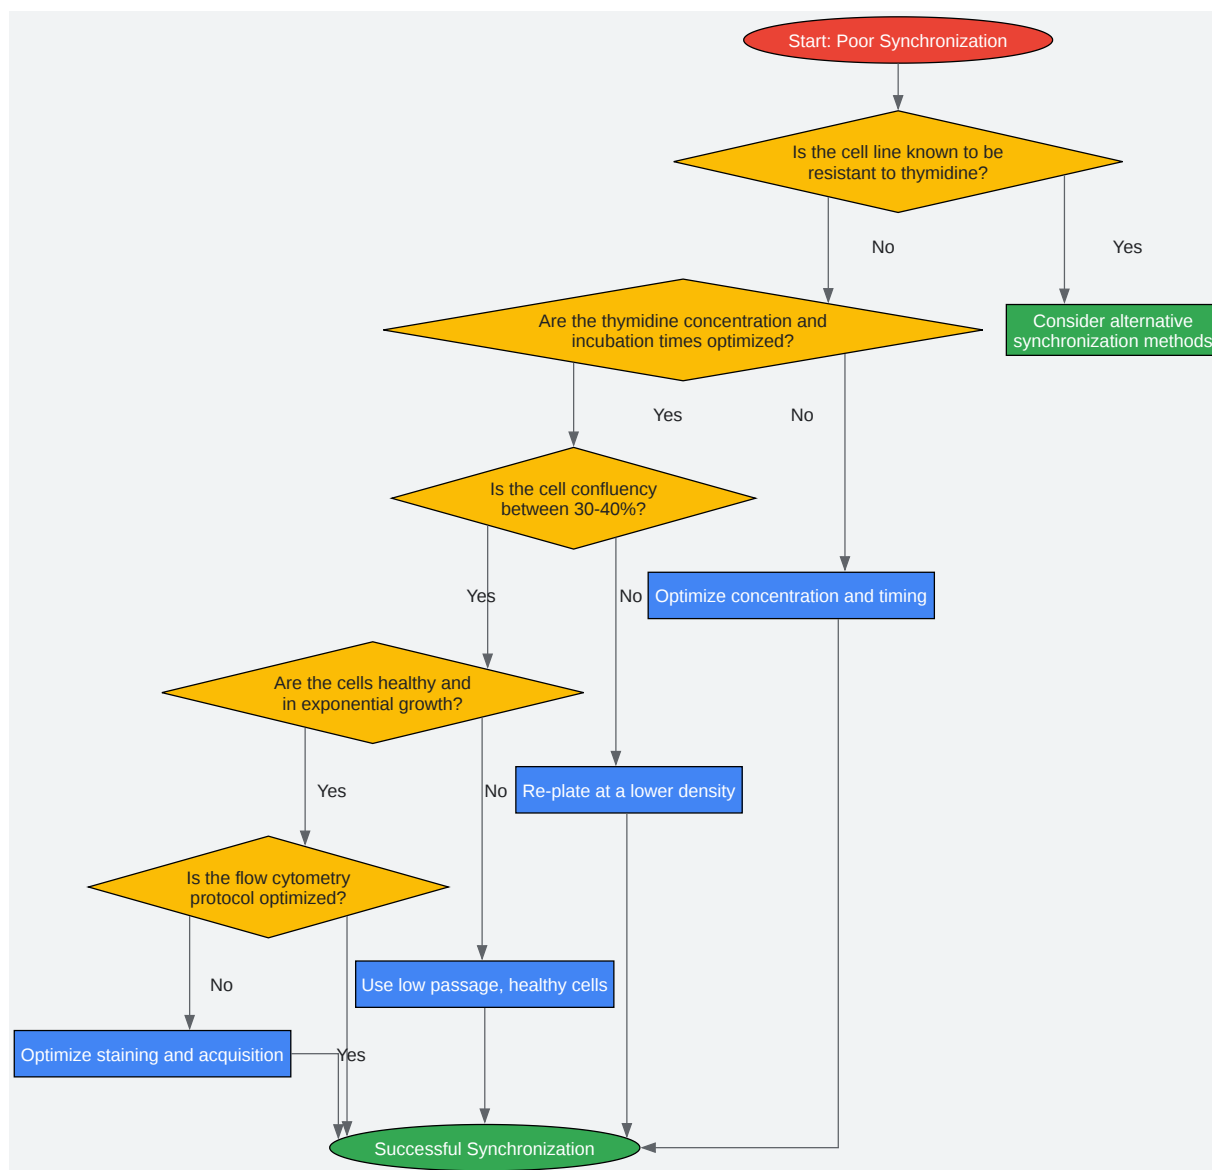 Start: Poor Synchronization
Is the cell line known to be
resistant to thymidine?
No
Yes
Are the thymidine concentration and
incubation times optimized?
Consider alternative
synchronization methods
Yes
No
Is the cell confluency
between 30-40%?
Yes
No
Optimize concentration and timing
Are the cells healthy and
in exponential growth?
Yes
No
Re-plate at a lower density
Is the flow cytometry
protocol optimized?
No
Use low passage, healthy cells
Optimize staining and acquisition
Yes
Successful Synchronization